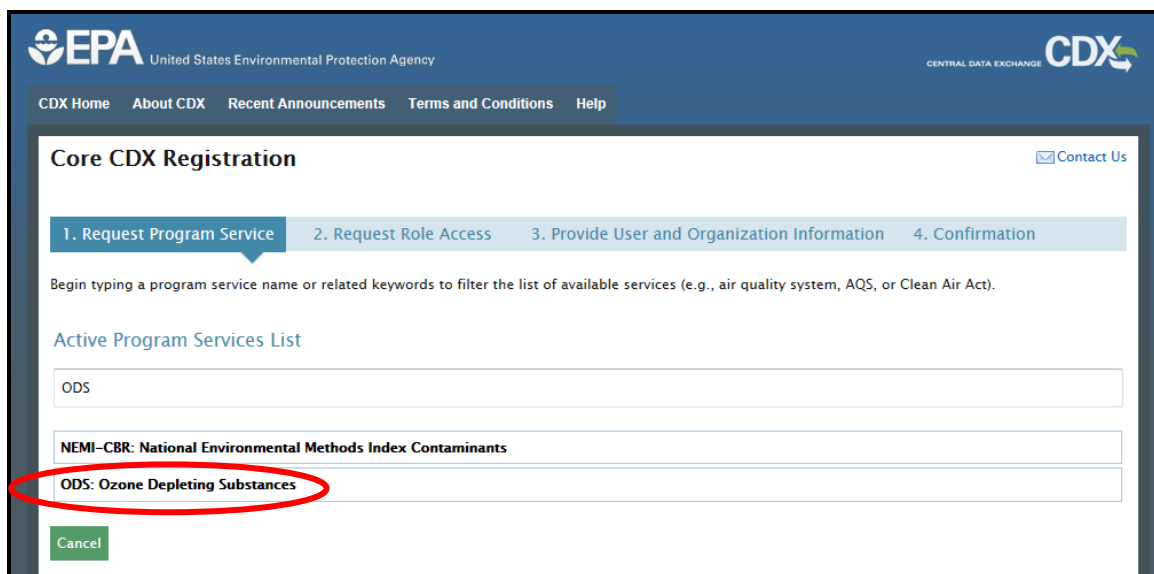 EPA United States Environmental Protection Agency
CENTRAL DATA EXCHANGE CDX
CDX Home About CDX Recent Announcements Terms and Conditions Help
Core CDX Registration
Contact Us
1. Request Program Service 2. Request Role Access 3. Provide User and Organization Information 4. Confirmation
Begin typing a program service name or related keywords to filter the list of available services (e.g., air quality system, AQS, or Clean Air Act).
Active Program Services List
ODS
NEMI-CBR: National Environmental Methods Index Contaminants
ODS: Ozone Depleting Substances
Cancel